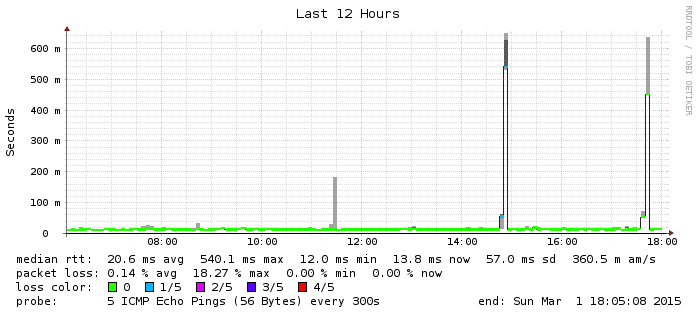 Last 12 Hours
RRDTOOL / TOBI OETIKER
Seconds
600 m
500 m
400 m
300 m
200 m
100 m
0
08:00 10:00 12:00 14:00 16:00 18:00
median rtt: 20.6 ms avg 540.1 ms max 12.0 ms min 13.8 ms now 57.0 ms sd 360.5 m am/s
packet loss: 0.14 % avg 18.27 % max 0.00 % min 0.00 % now
loss color: 0 1/5 2/5 3/5 4/5
probe: 5 ICMP Echo Pings (56 Bytes) every 300s end: Sun Mar 1 18:05:08 2015